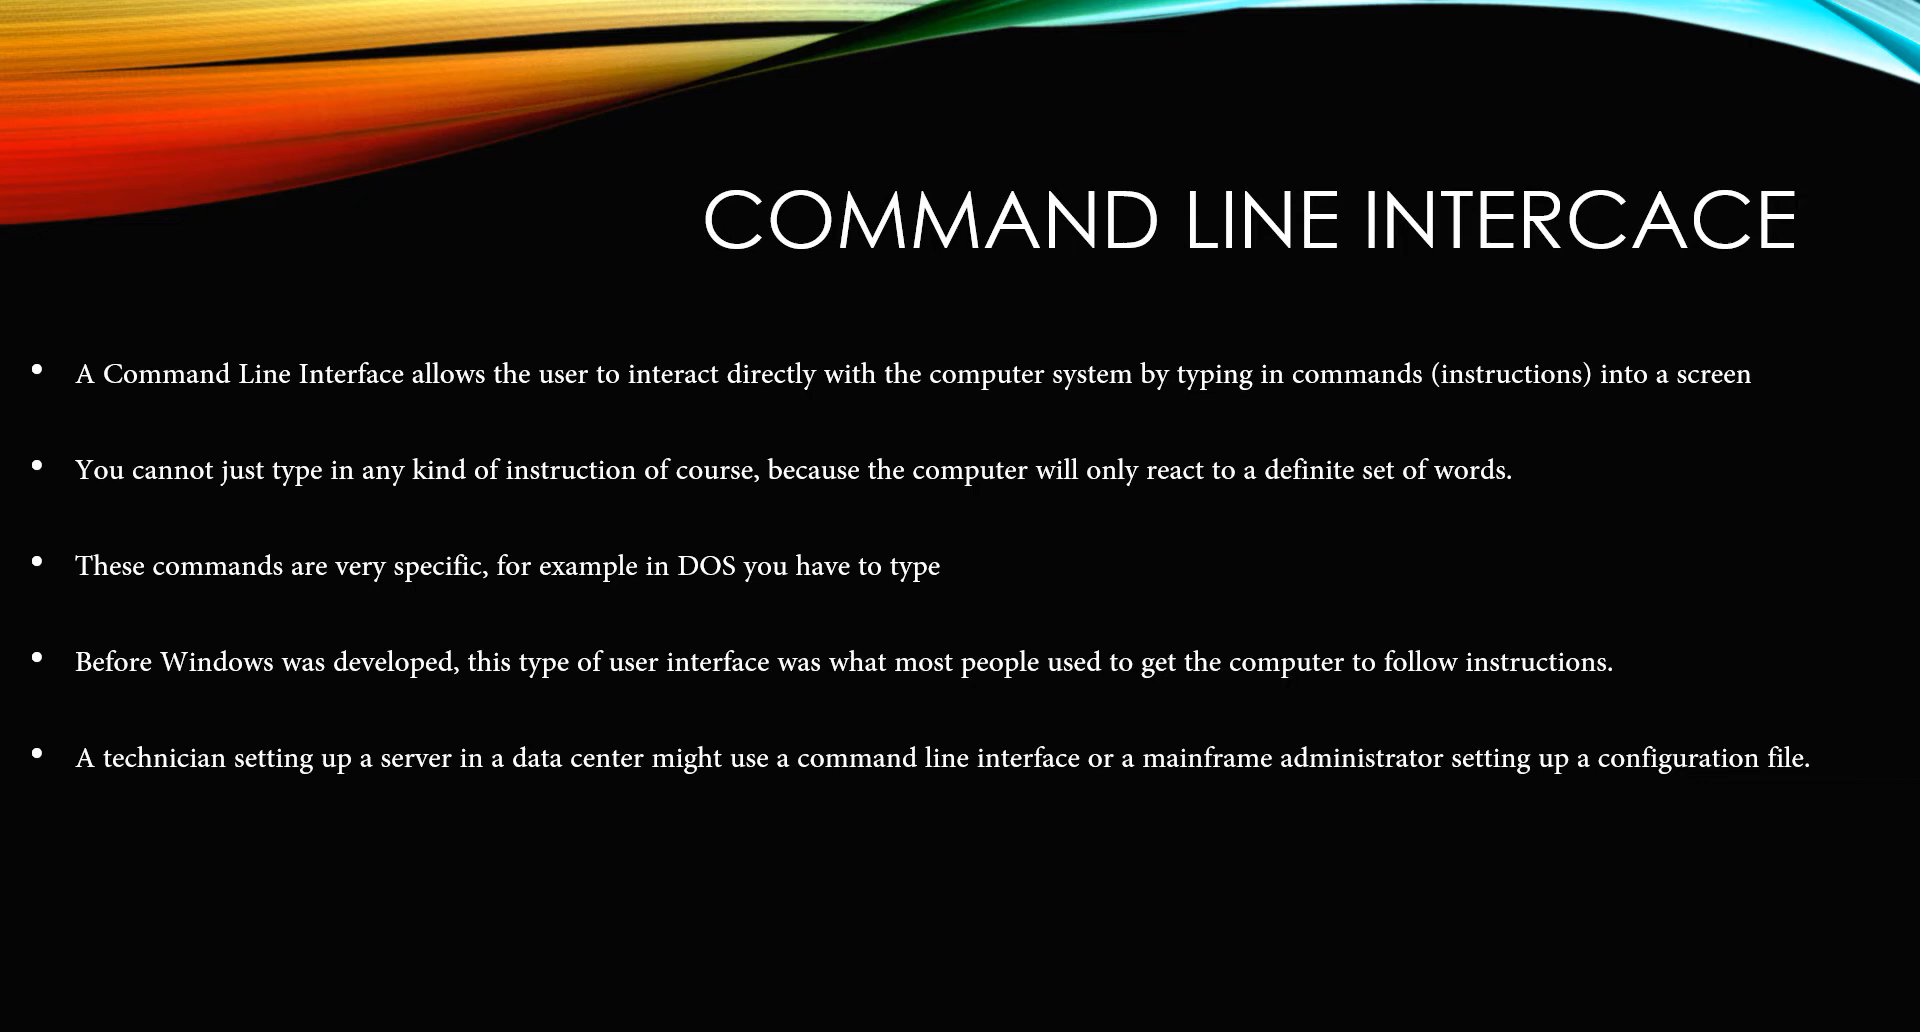 COMMAND LINE INTERCACE
• A Command Line Interface allows the user to interact directly with the computer system by typing in commands (instructions) into a screen
• You cannot just type in any kind of instruction of course, because the computer will only react to a definite set of words.
• These commands are very specific, for example in DOS you have to type
• Before Windows was developed, this type of user interface was what most people used to get the computer to follow instructions.
• A technician setting up a server in a data center might use a command line interface or a mainframe administrator setting up a configuration file.